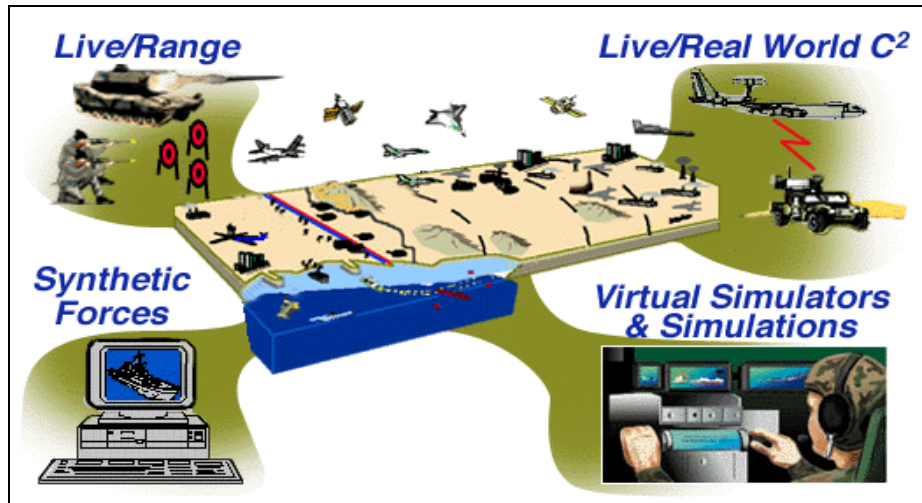 Live/Range
Live/Real World C²
Synthetic
Forces
Virtual Simulators
& Simulations